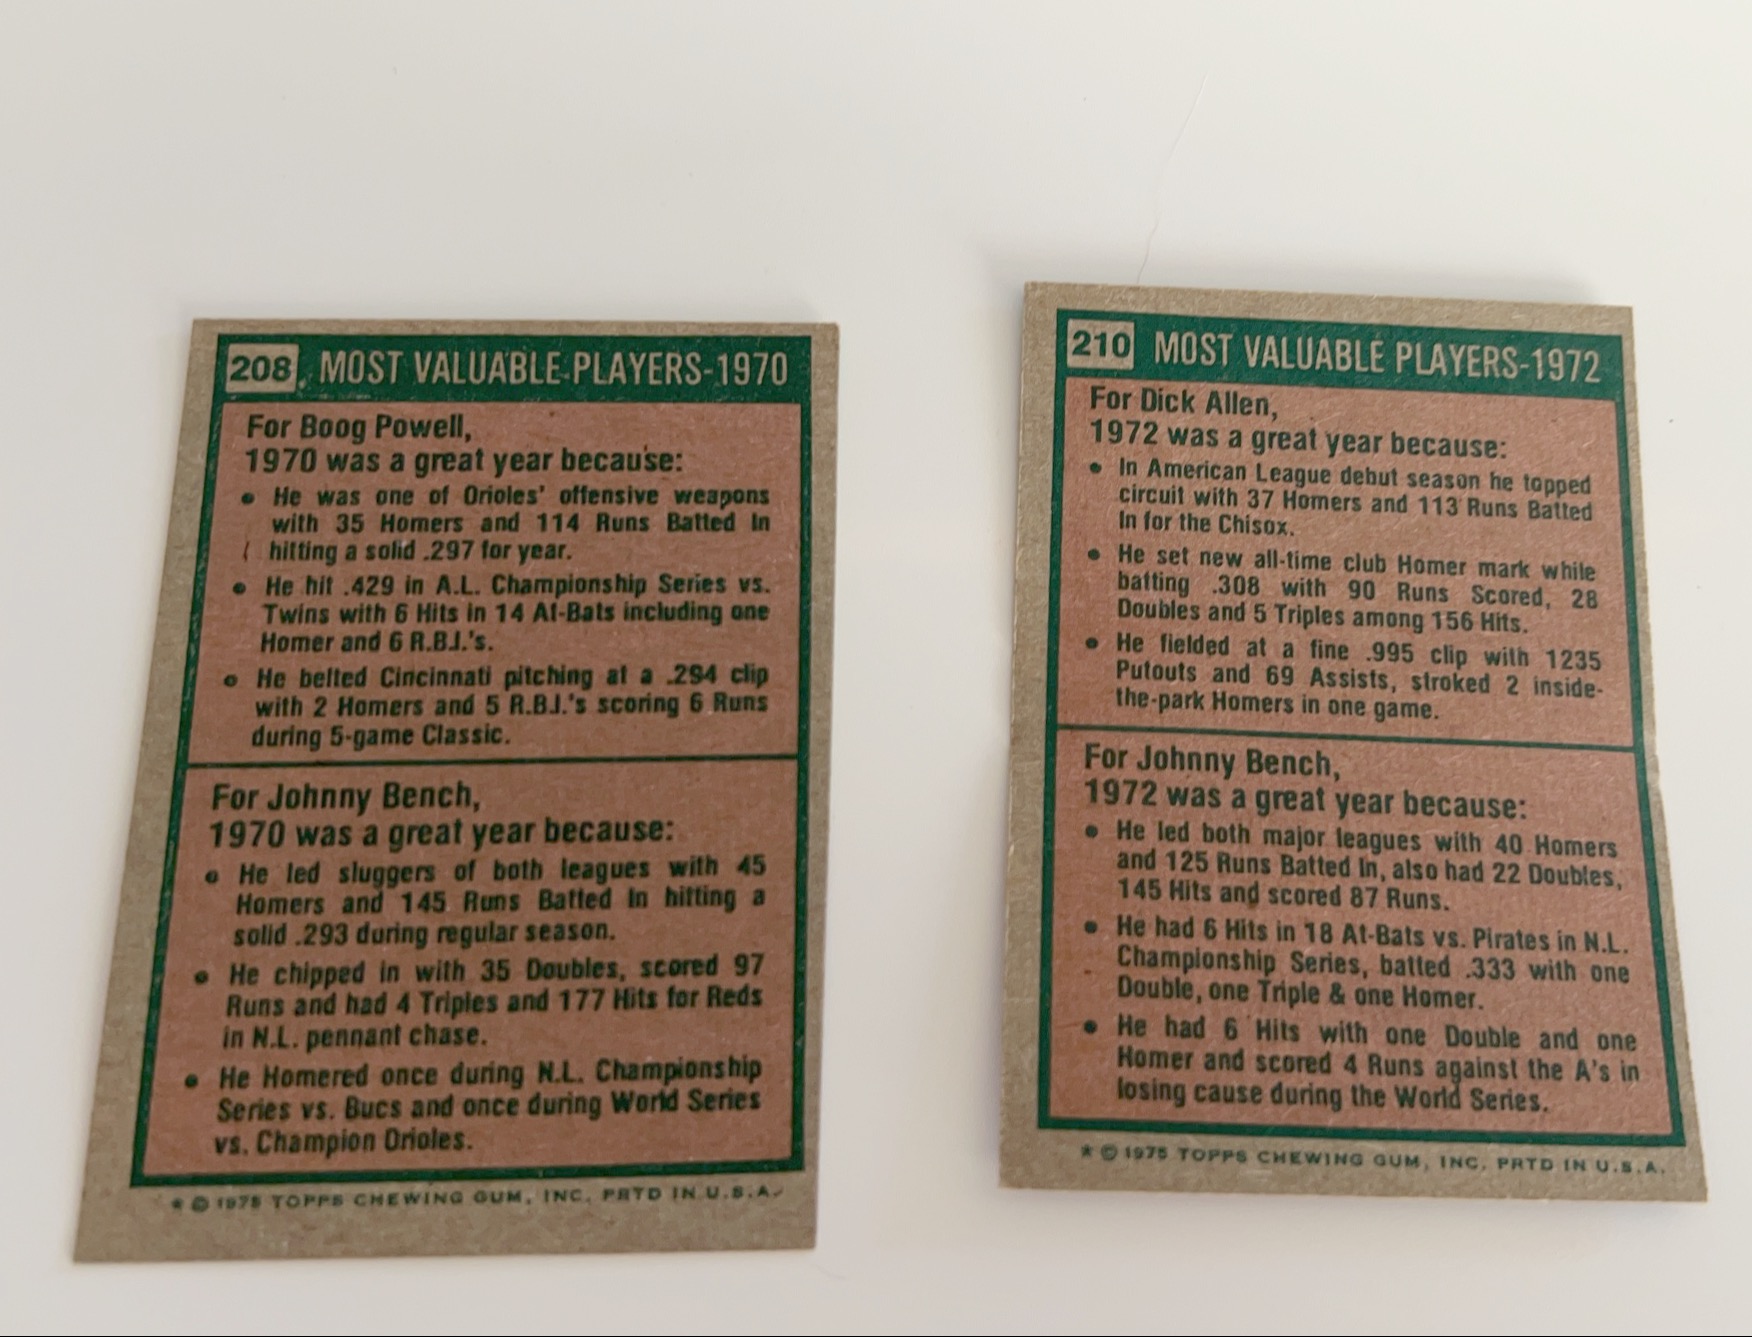 208 MOST VALUABLE PLAYERS-1970
For Boog Powell,
1970 was a great year because:
• He was one of Orioles' offensive weapons
with 35 Homers and 114 Runs Batted In
hitting a solid .297 for year.
• He hit .429 in A.L. Championship Series vs.
Twins with 6 Hits in 14 At-Bats including one
Homer and 6 R.B.I.'s.
• He belted Cincinnati pitching at a .294 clip
with 2 Homers and 5 R.B.I.'s scoring 6 Runs
during 5-game Classic.
For Johnny Bench,
1970 was a great year because:
• He led sluggers of both leagues with 45
Homers and 145 Runs Batted In hitting a
solid .293 during regular season.
• He chipped in with 35 Doubles, scored 97
Runs and had 4 Triples and 177 Hits for Reds
in N.L. pennant chase.
• He Homered once during N.L. Championship
Series vs. Bucs and once during World Series
vs. Champion Orioles.
* © 1975 TOPPS CHEWING GUM, INC. PRTD IN U.S.A.
210 MOST VALUABLE PLAYERS-1972
For Dick Allen,
1972 was a great year because:
• In American League debut season he topped
circuit with 37 Homers and 113 Runs Batted
In for the Chisox.
• He set new all-time club Homer mark while
batting .308 with 90 Runs Scored, 28
Doubles and 5 Triples among 156 Hits.
• He fielded at a fine .995 clip with 1235
Putouts and 69 Assists, stroked 2 inside-
the-park Homers in one game.
For Johnny Bench,
1972 was a great year because:
• He led both major leagues with 40 Homers
and 125 Runs Batted In, also had 22 Doubles,
145 Hits and scored 87 Runs.
• He had 6 Hits in 18 At-Bats vs. Pirates in N.L.
Championship Series, batted .333 with one
Double, one Triple & one Homer.
• He had 6 Hits with one Double and one
Homer and scored 4 Runs against the A's in
losing cause during the World Series.
* © 1975 TOPPS CHEWING GUM, INC. PRTD IN U.S.A.